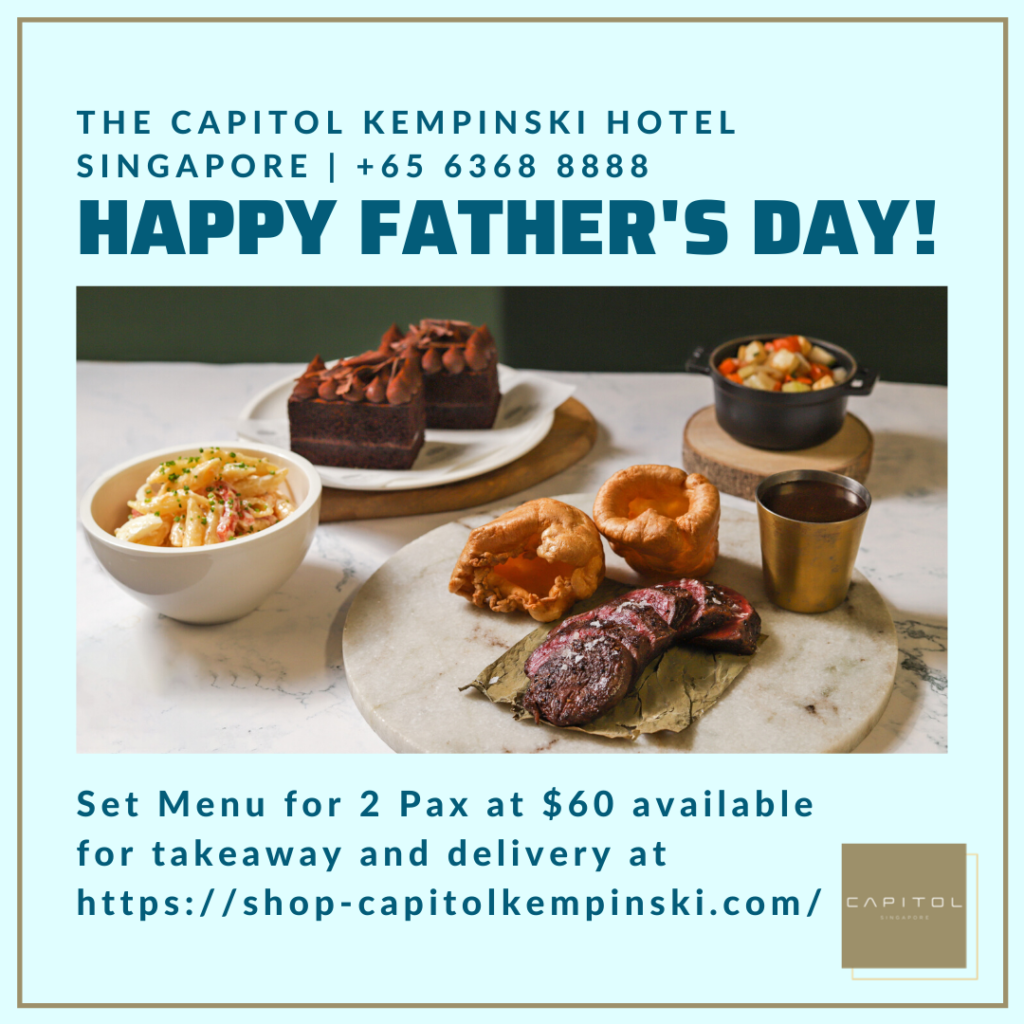 THE CAPITOL KEMPINSKI HOTEL
SINGAPORE | +65 6368 8888
HAPPY FATHER'S DAY!
Set Menu for 2 Pax at $60 available
for takeaway and delivery at
https://shop-capitolkempinski.com/
CAPITOL
SINGAPORE